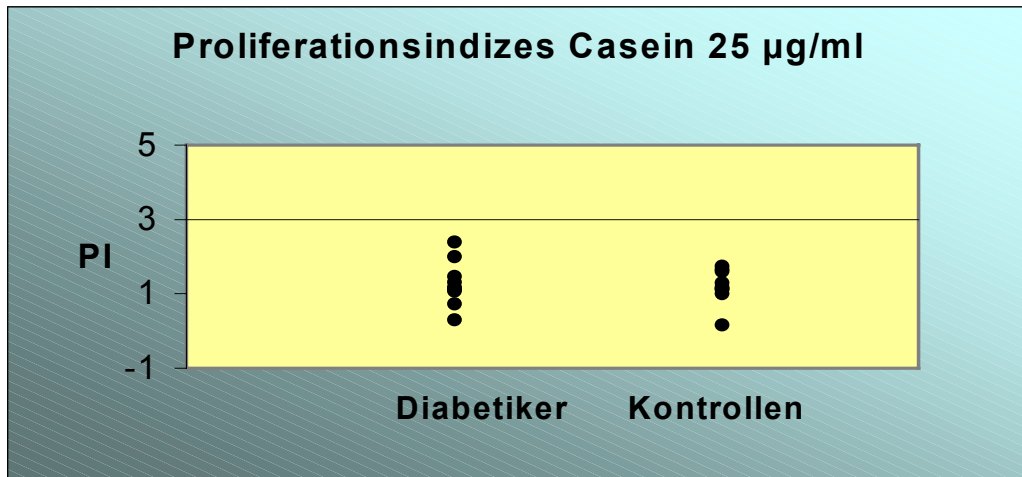 Proliferationsindizes Casein 25 µg/ml
5
3
PI
1
-1
Diabetiker Kontrollen